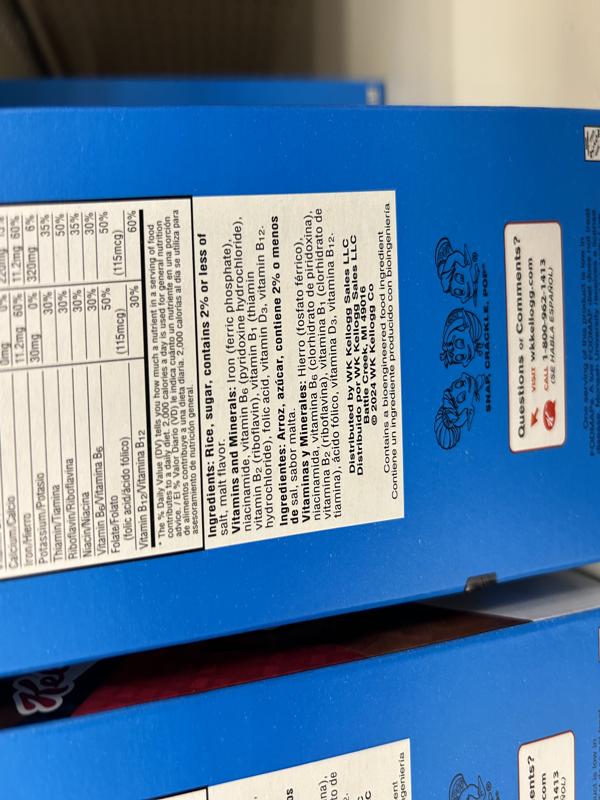 0mg 0% 120mg
Calcium/Calcio
11.2mg 60% 11.2mg 60%
Iron/Hierro
30mg 0% 320mg 6%
Potassium/Potasio 30% 35%
Thiamin/Tiamina 30% 50%
Riboflavin/Riboflavina 30% 35%
Niacin/Niacina 30% 30%
Vitamin B6/Vitamina B6 50% 50%
Folate/Folato (115mcg) (115mcg)
(folic acid/ácido fólico)
Vitamin B12/Vitamina B12 30% 60%
* The % Daily Value (DV) tells you how much a nutrient in a serving of food
contributes to a daily diet. 2,000 calories a day is used for general nutrition
advice. / El % Valor Diario (VD) le indica cuánto un nutriente en una porción
de alimentos contribuye a una dieta diaria. 2,000 calorías al día se utiliza para
asesoramiento de nutrición general.
Ingredients: Rice, sugar, contains 2% or less of
salt, malt flavor.
Vitamins and Minerals: Iron (ferric phosphate),
niacinamide, vitamin B6 (pyridoxine hydrochloride),
vitamin B2 (riboflavin), vitamin B1 (thiamin
hydrochloride), folic acid, vitamin D3, vitamin B12.
Ingredientes: Arroz, azúcar, contiene 2% o menos
de sal, sabor malta.
Vitaminas y Minerales: Hierro (fosfato férrico),
niacinamida, vitamina B6 (clorhidrato de piridoxina),
vitamina B2 (riboflavina), vitamina B1 (clorhidrato de
tiamina), ácido fólico, vitamina D3, vitamina B12.
Distributed by WK Kellogg Sales LLC
Distribuido por WK Kellogg Sales LLC
Battle Creek, MI 49016
© 2024 WK Kellogg Co
Contains a bioengineered food ingredient
Contiene un ingrediente producido con bioingeniería
SNAP, CRACKLE, POP®
Questions or Comments?
VISIT wkkellogg.com
CALL 1-800-962-1413
(SE HABLA ESPAÑOL)
One serving of this product is low in
Kel